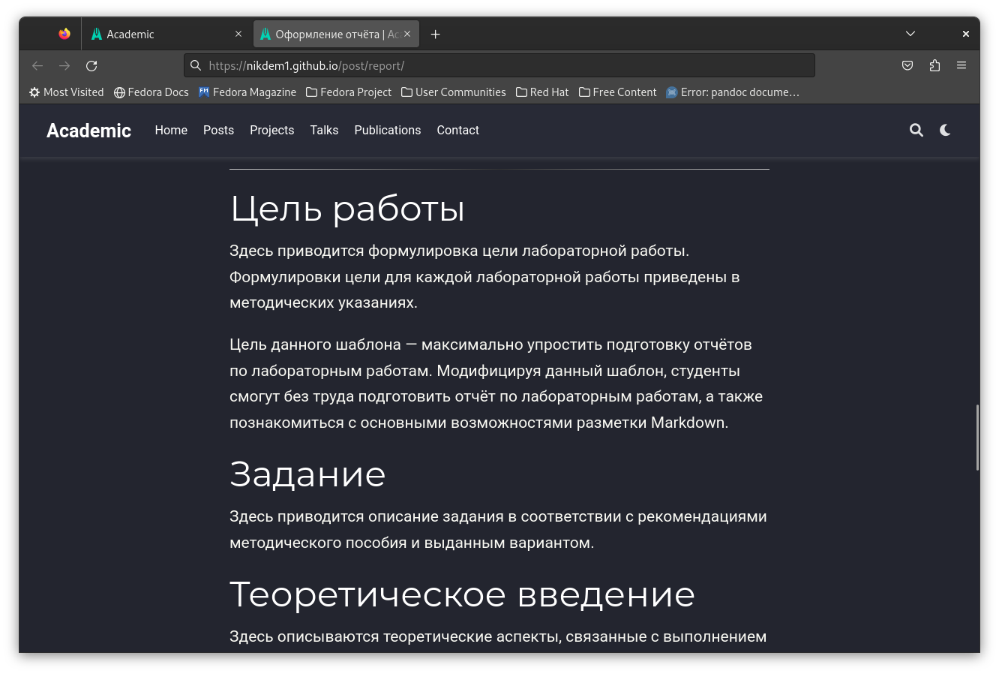 Academic
Оформление отчёта | Ac
https://nikdem1.github.io/post/report/
Most Visited Fedora Docs Fedora Magazine Fedora Project User Communities Red Hat Free Content Error: pandoc docume…
Academic Home Posts Projects Talks Publications Contact
Цель работы
Здесь приводится формулировка цели лабораторной работы.
Формулировки цели для каждой лабораторной работы приведены в
методических указаниях.
Цель данного шаблона — максимально упростить подготовку отчётов
по лабораторным работам. Модифицируя данный шаблон, студенты
смогут без труда подготовить отчёт по лабораторным работам, а также
познакомиться с основными возможностями разметки Markdown.
Задание
Здесь приводится описание задания в соответствии с рекомендациями
методического пособия и выданным вариантом.
Теоретическое введение
Здесь описываются теоретические аспекты, связанные с выполнением